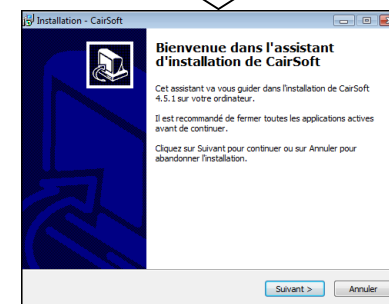 Installation - CairSoft
Bienvenue dans l'assistant
d'installation de CairSoft
Cet assistant va vous guider dans l'installation de CairSoft
4.5.1 sur votre ordinateur.
Il est recommandé de fermer toutes les applications actives
avant de continuer.
Cliquez sur Suivant pour continuer ou sur Annuler pour
abandonner l'installation.
Suivant > Annuler